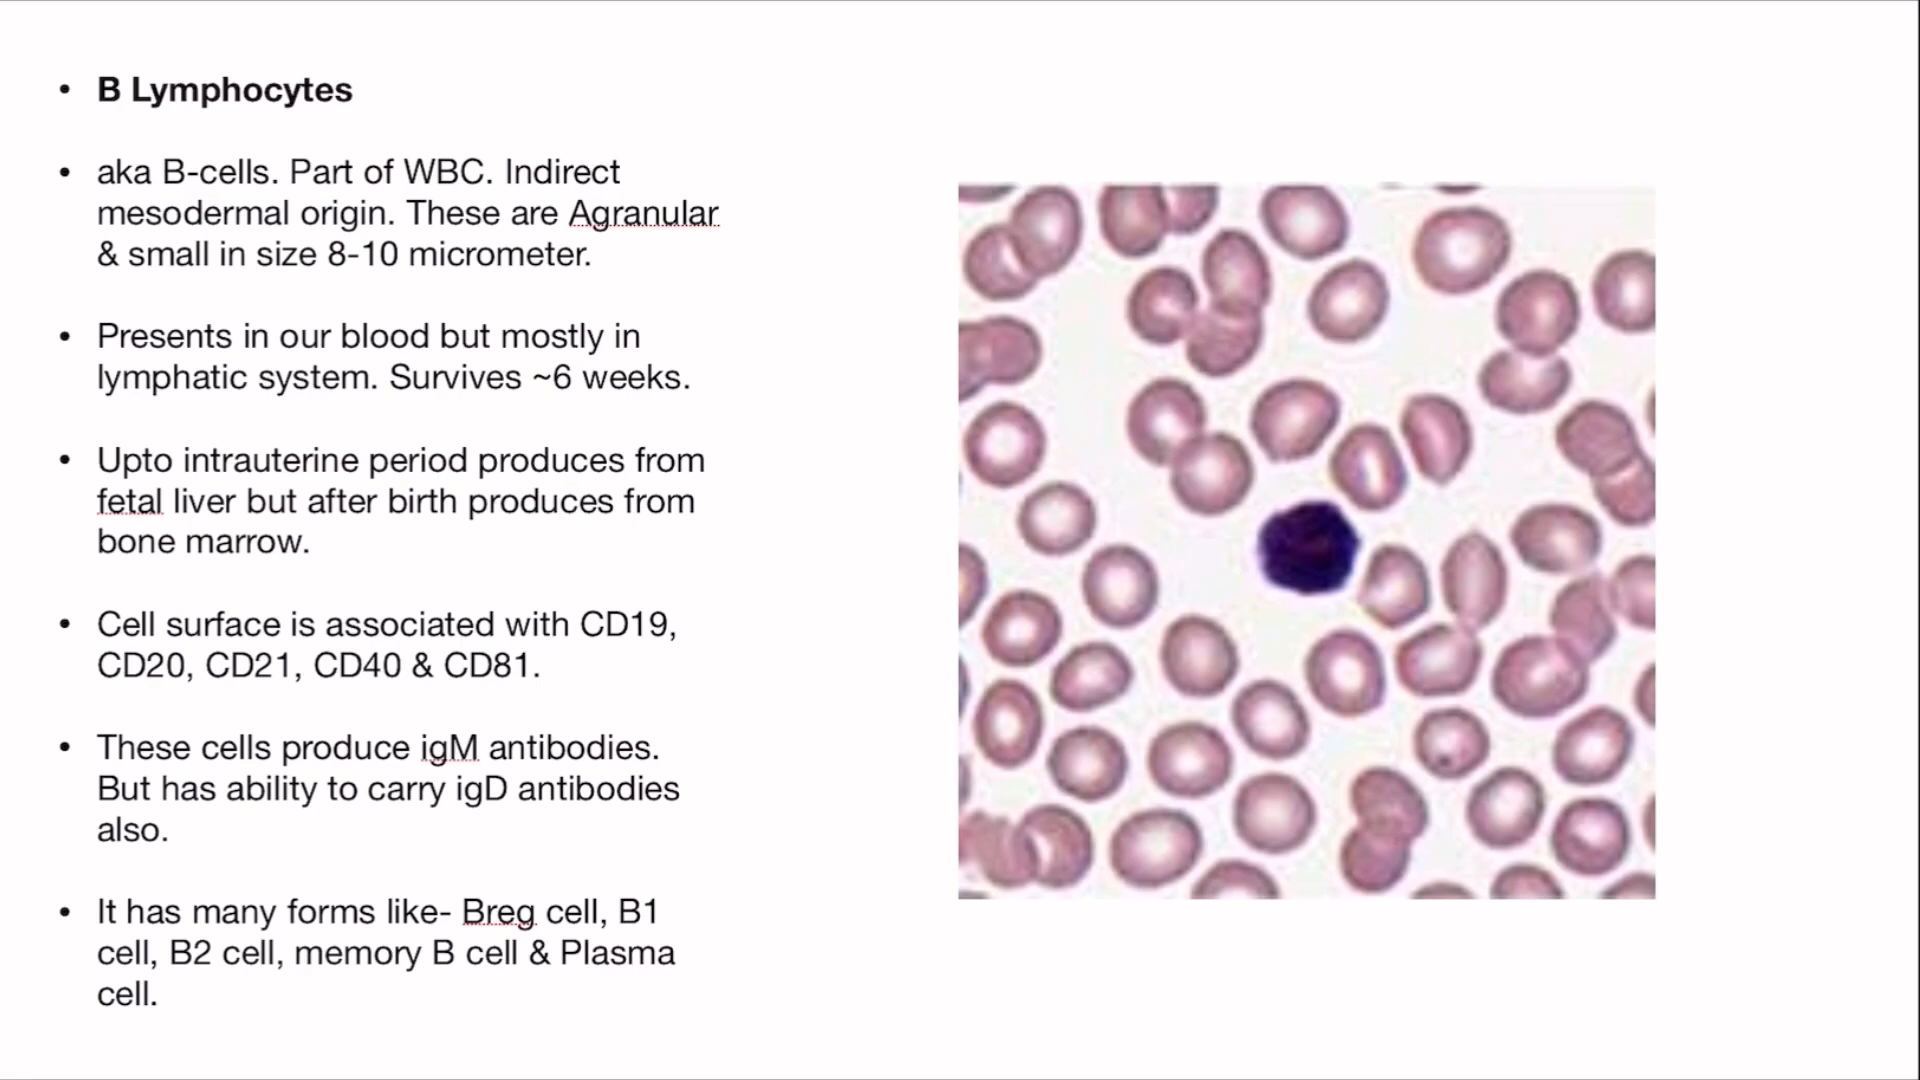 • B Lymphocytes
• aka B-cells. Part of WBC. Indirect
mesodermal origin. These are Agranular
& small in size 8-10 micrometer.
• Presents in our blood but mostly in
lymphatic system. Survives ~6 weeks.
• Upto intrauterine period produces from
fetal liver but after birth produces from
bone marrow.
• Cell surface is associated with CD19,
CD20, CD21, CD40 & CD81.
• These cells produce igM antibodies.
But has ability to carry igD antibodies
also.
• It has many forms like- Breg cell, B1
cell, B2 cell, memory B cell & Plasma
cell.